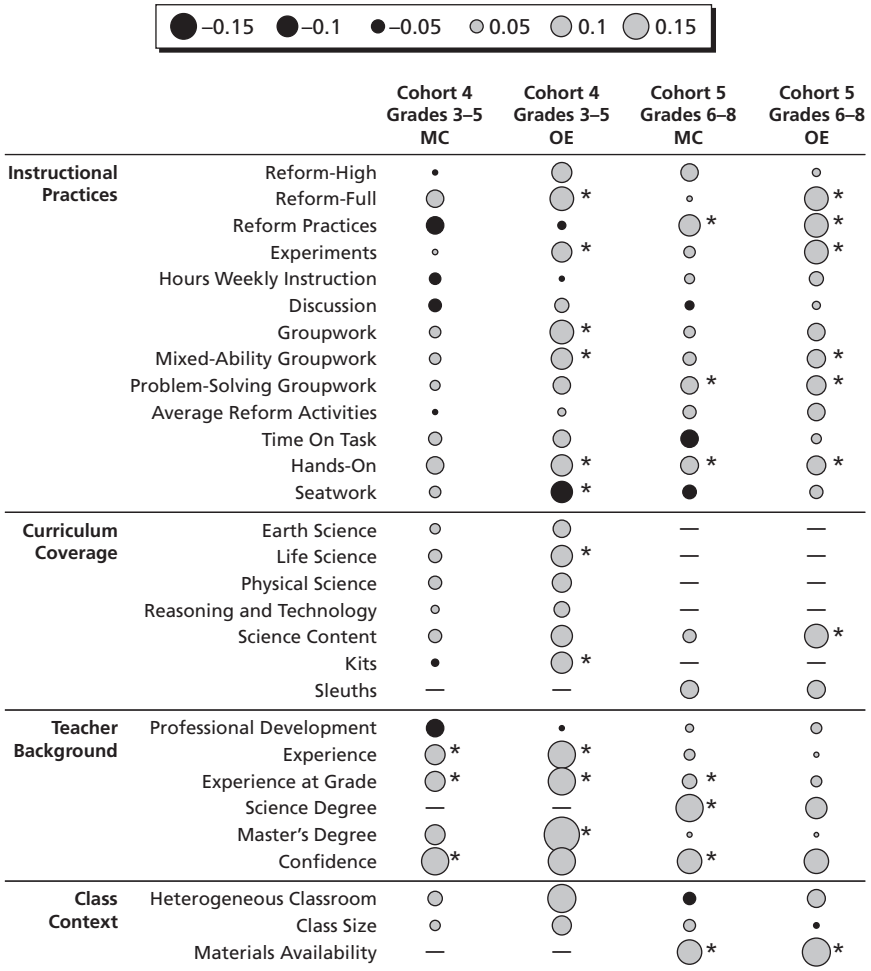 –0.15 –0.1 –0.05 0.05 0.1 0.15
Cohort 4 Cohort 4 Cohort 5 Cohort 5
Grades 3–5 Grades 3–5 Grades 6–8 Grades 6–8
MC OE MC OE
Instructional Reform-High
Practices Reform-Full * *
Reform Practices * *
Experiments * *
Hours Weekly Instruction
Discussion
Groupwork *
Mixed-Ability Groupwork * *
Problem-Solving Groupwork * *
Average Reform Activities
Time On Task
Hands-On * * *
Seatwork *
Curriculum Earth Science — —
Coverage Life Science * — —
Physical Science — —
Reasoning and Technology — —
Science Content *
Kits * — —
Sleuths — —
Teacher Professional Development
Background Experience * *
Experience at Grade * * *
Science Degree — — *
Master’s Degree *
Confidence * *
Class Heterogeneous Classroom
Context Class Size
Materials Availability — — * *